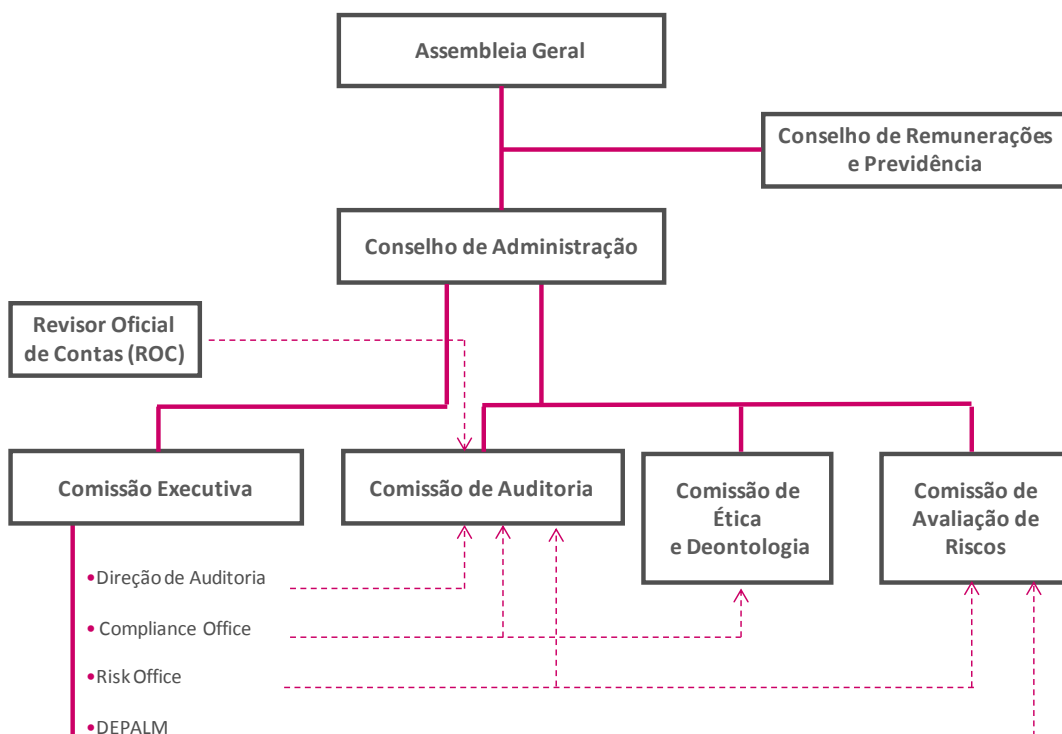 Assembleia Geral
Conselho de Remunerações
e Previdência
Conselho de Administração
Revisor Oficial
de Contas (ROC)
Comissão Executiva
Comissão de Auditoria
Comissão de
Ética
e Deontologia
Comissão de
Avaliação de
Riscos
•Direção de Auditoria
• Compliance Office
•Risk Office
•DEPALM